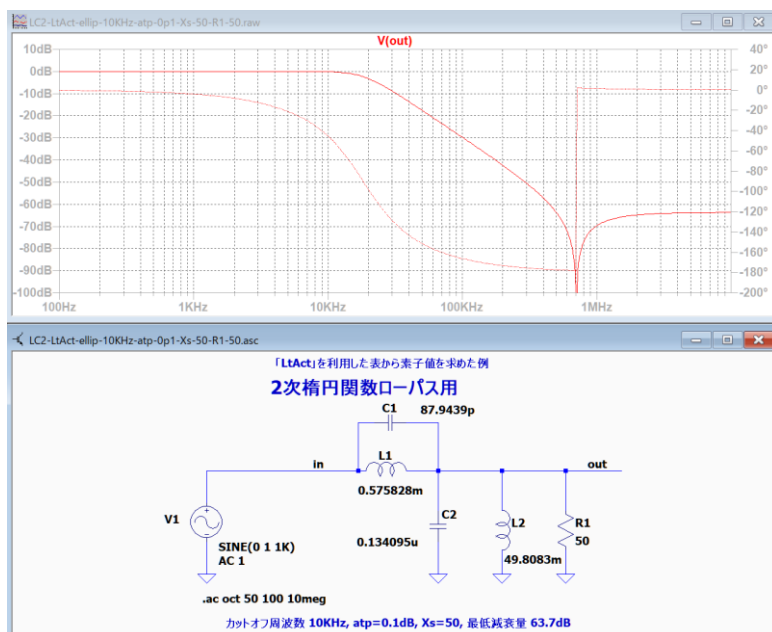 LC2-LtAct-ellip-10KHz-atp-0p1-Xs-50-R1-50.raw
V(out)
10dB
0dB
-10dB
-20dB
-30dB
-40dB
-50dB
-60dB
-70dB
-80dB
-90dB
-100dB
40°
20°
0°
-20°
-40°
-60°
-80°
-100°
-120°
-140°
-160°
-180°
-200°
100Hz 1KHz 10KHz 100KHz 1MHz
LC2-LtAct-ellip-10KHz-atp-0p1-Xs-50-R1-50.asc
「LtAct」を利用した表から素子値を求めた例
2次楕円関数ローパス用
C1 87.9439p
in L1 out
0.575828m
V1
SINE(0 1 1K)
AC 1
C2
0.134095u
L2
49.8083m
R1
50
.ac oct 50 100 10meg
カットオフ周波数 10KHz, atp=0.1dB, Xs=50, 最低減衰量 63.7dB